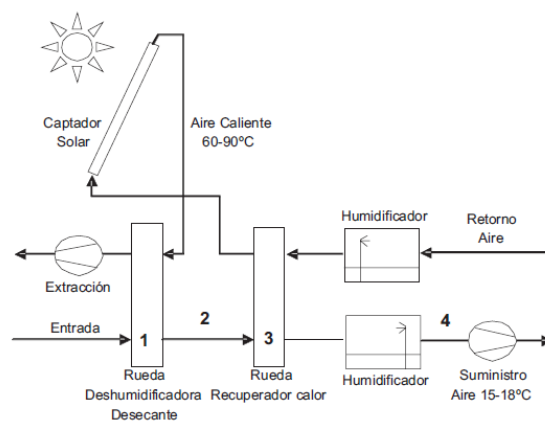 Captador
Solar
Aire Caliente
60-90ºC
Humidificador
Retorno
Aire
Extracción
Entrada
1
2
3
4
Rueda
Deshumidificadora
Desecante
Rueda
Recuperador calor
Humidificador
Suministro
Aire 15-18ºC